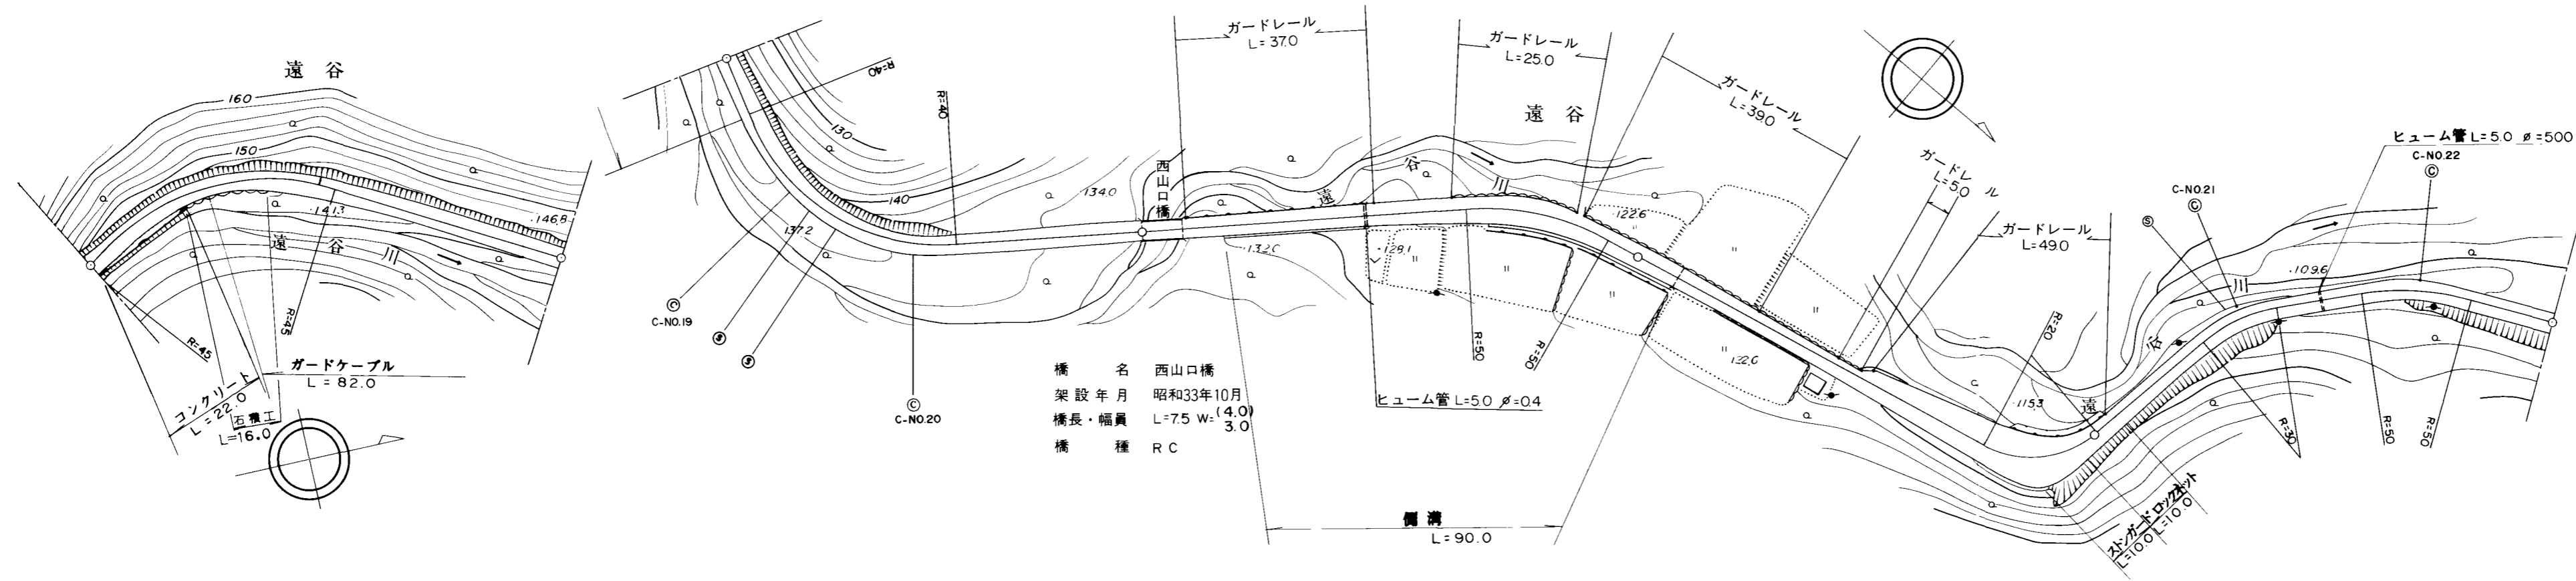 遠谷
160
150
141.3
146.8
遠谷川
R=45
R=45
ガードケーブル
L=82.0
コンクリート
L=22.0
石積工
L=16.0
R=40
130
140
137.2
R=40
C
C-NO.19
S
S
C
C-NO.20
134.0
西山口橋
ガードレール
L=37.0
132.0
橋名 西山口橋
架設年月 昭和33年10月
橋長・幅員 L=7.5 W=(4.0)
3.0
橋種 RC
遠谷川
ガードレール
L=25.0
遠谷
128.1
122.6
R=50
R=50
ヒューム管 L=5.0 ø=0.4
側溝
L=90.0
ガードレール
L=39.0
132.6
ガードレール
L=5.0
ガードレール
L=49.0
R=20
115.3
遠谷川
S
C-NO.21
C
ヒューム管 L=5.0 ø=500
C-NO.22
C
109.6
R=30
R=50
R=50
ストンガード
L=10.0
ロックネット
L=10.0